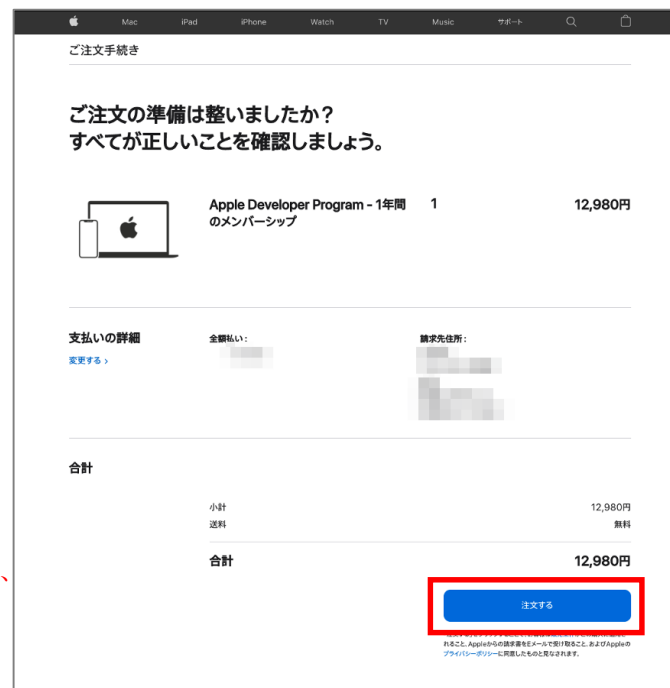 Mac iPad iPhone Watch TV Music サポート
ご注文手続き
ご注文の準備は整いましたか？
すべてが正しいことを確認しましょう。
Apple Developer Program - 1年間 1 12,980円
のメンバーシップ
支払いの詳細 全額払い： 請求先住所：
変更する
合計
小計 12,980円
送料 無料
合計 12,980円
、
注文する
れること、Appleからの請求書をEメールで受け取ること、およびAppleの
プライバシーポリシーに同意したものと見なされます。